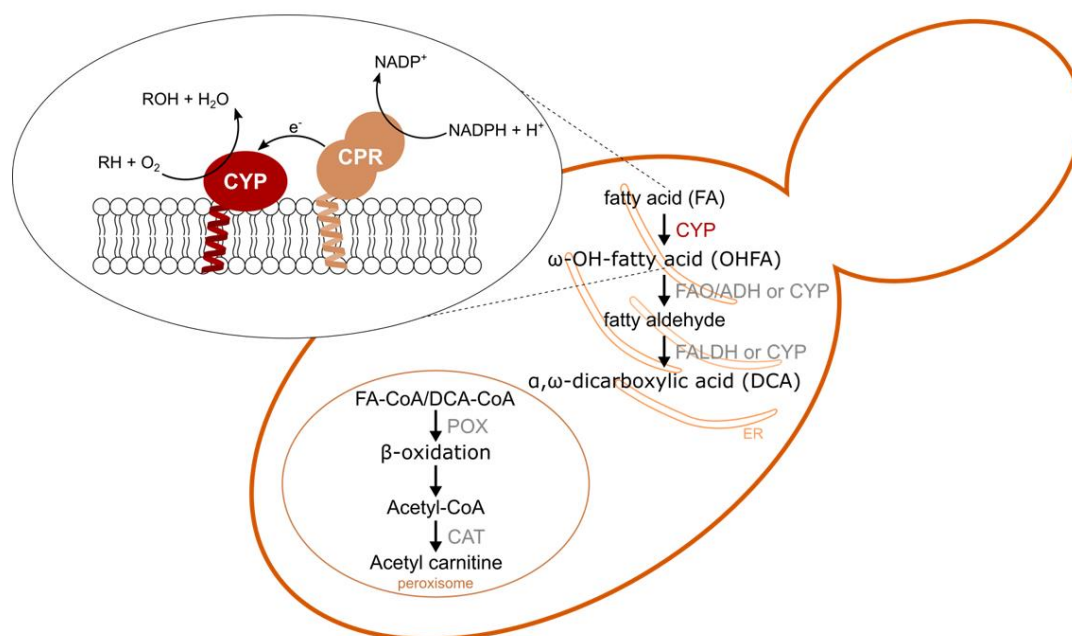 NADP⁺
ROH + H₂O
e⁻
NADPH + H⁺
RH + O₂
CPR
CYP
fatty acid (FA)
CYP
ω-OH-fatty acid (OHFA)
FAO/ADH or CYP
fatty aldehyde
FALDH or CYP
α,ω-dicarboxylic acid (DCA)
ER
FA-CoA/DCA-CoA
POX
β-oxidation
Acetyl-CoA
CAT
Acetyl carnitine
peroxisome